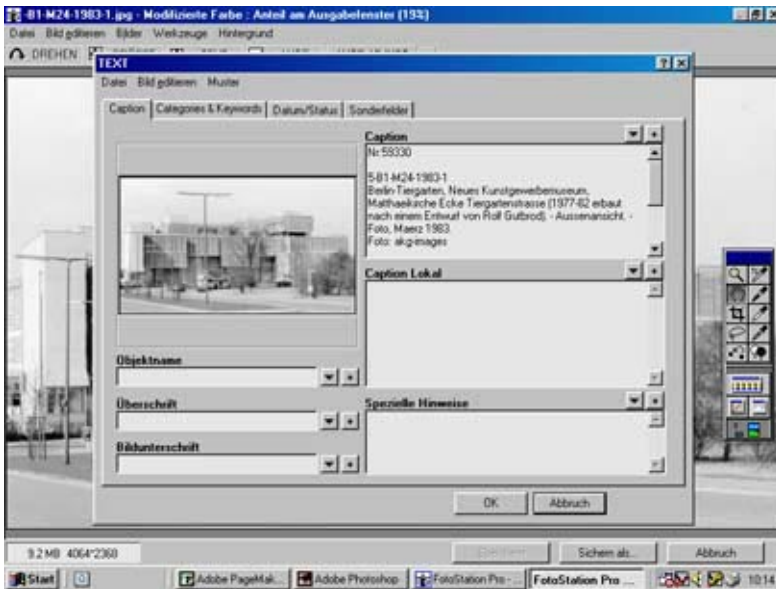 -B1-M24-1983-1.jpg - Modifizierte Farbe : Anteil am Ausgabefenster (19%)
Datei Bild editieren Bilder Werkzeuge Hintergrund
DREHEN
TEXT
Datei Bild editieren Muster
Caption Categories & Keywords Datum/Status Sonderfelder
Caption
Nr:59330
5-B1-M24-1983-1
Berlin-Tiergarten, Neues Kunstgewerbemuseum,
Matthaeikirche Ecke Tiergartenstrasse (1977-82 erbaut
nach einem Entwurf von Rolf Gutbrod). - Aussenansicht. -
Foto, Maerz 1983.
Foto: akg-images
Caption Lokal
Objektname
Überschrift
Spezielle Hinweise
Bildunterschrift
OK Abbruch
9.2 MB 4064*2360
Sichern als... Abbruch
Start Adobe PageMak... Adobe Photoshop FotoStation Pro - ... FotoStation Pro ... 10:14